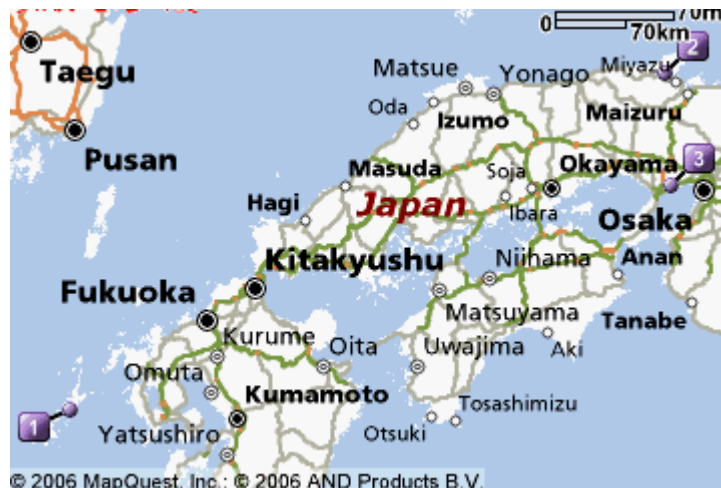 70m
0
70km
2
Taegu
Matsue
Yonago
Miyazu
Oda
Izumo
Maizuru
Pusan
Masuda
Soja
Okayama
3
Hagi
Japan
Ibara
Osaka
Kitakyushu
Niihama
Anan
Fukuoka
Matsuyama
Tanabe
Kurume
Oita
Uwajima
Aki
Omuta
Kumamoto
1
Yatsushiro
Otsuki
Tosashimizu
© 2006 MapQuest, Inc.; © 2006 AND Products B.V.